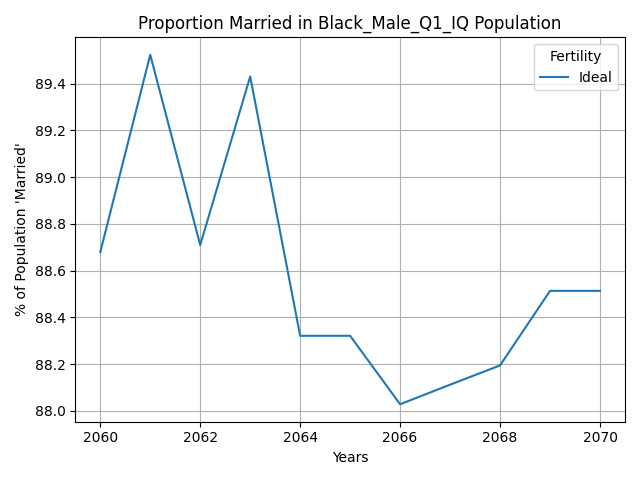 Proportion Married in Black_Male_Q1_IQ Population
Fertility
Ideal
% of Population 'Married'
89.4
89.2
89.0
88.8
88.6
88.4
88.2
88.0
2060 2062 2064 2066 2068 2070
Years